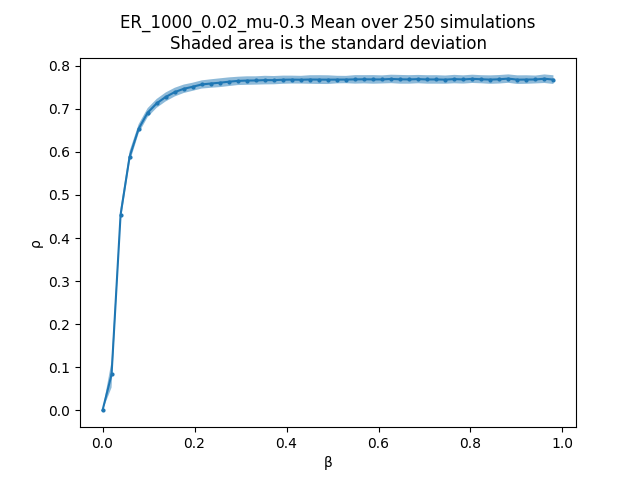 ER_1000_0.02_mu-0.3 Mean over 250 simulations
Shaded area is the standard deviation
0.8
0.7
0.6
0.5
0.4
0.3
0.2
0.1
0.0
ρ
0.0 0.2 0.4 0.6 0.8 1.0
β